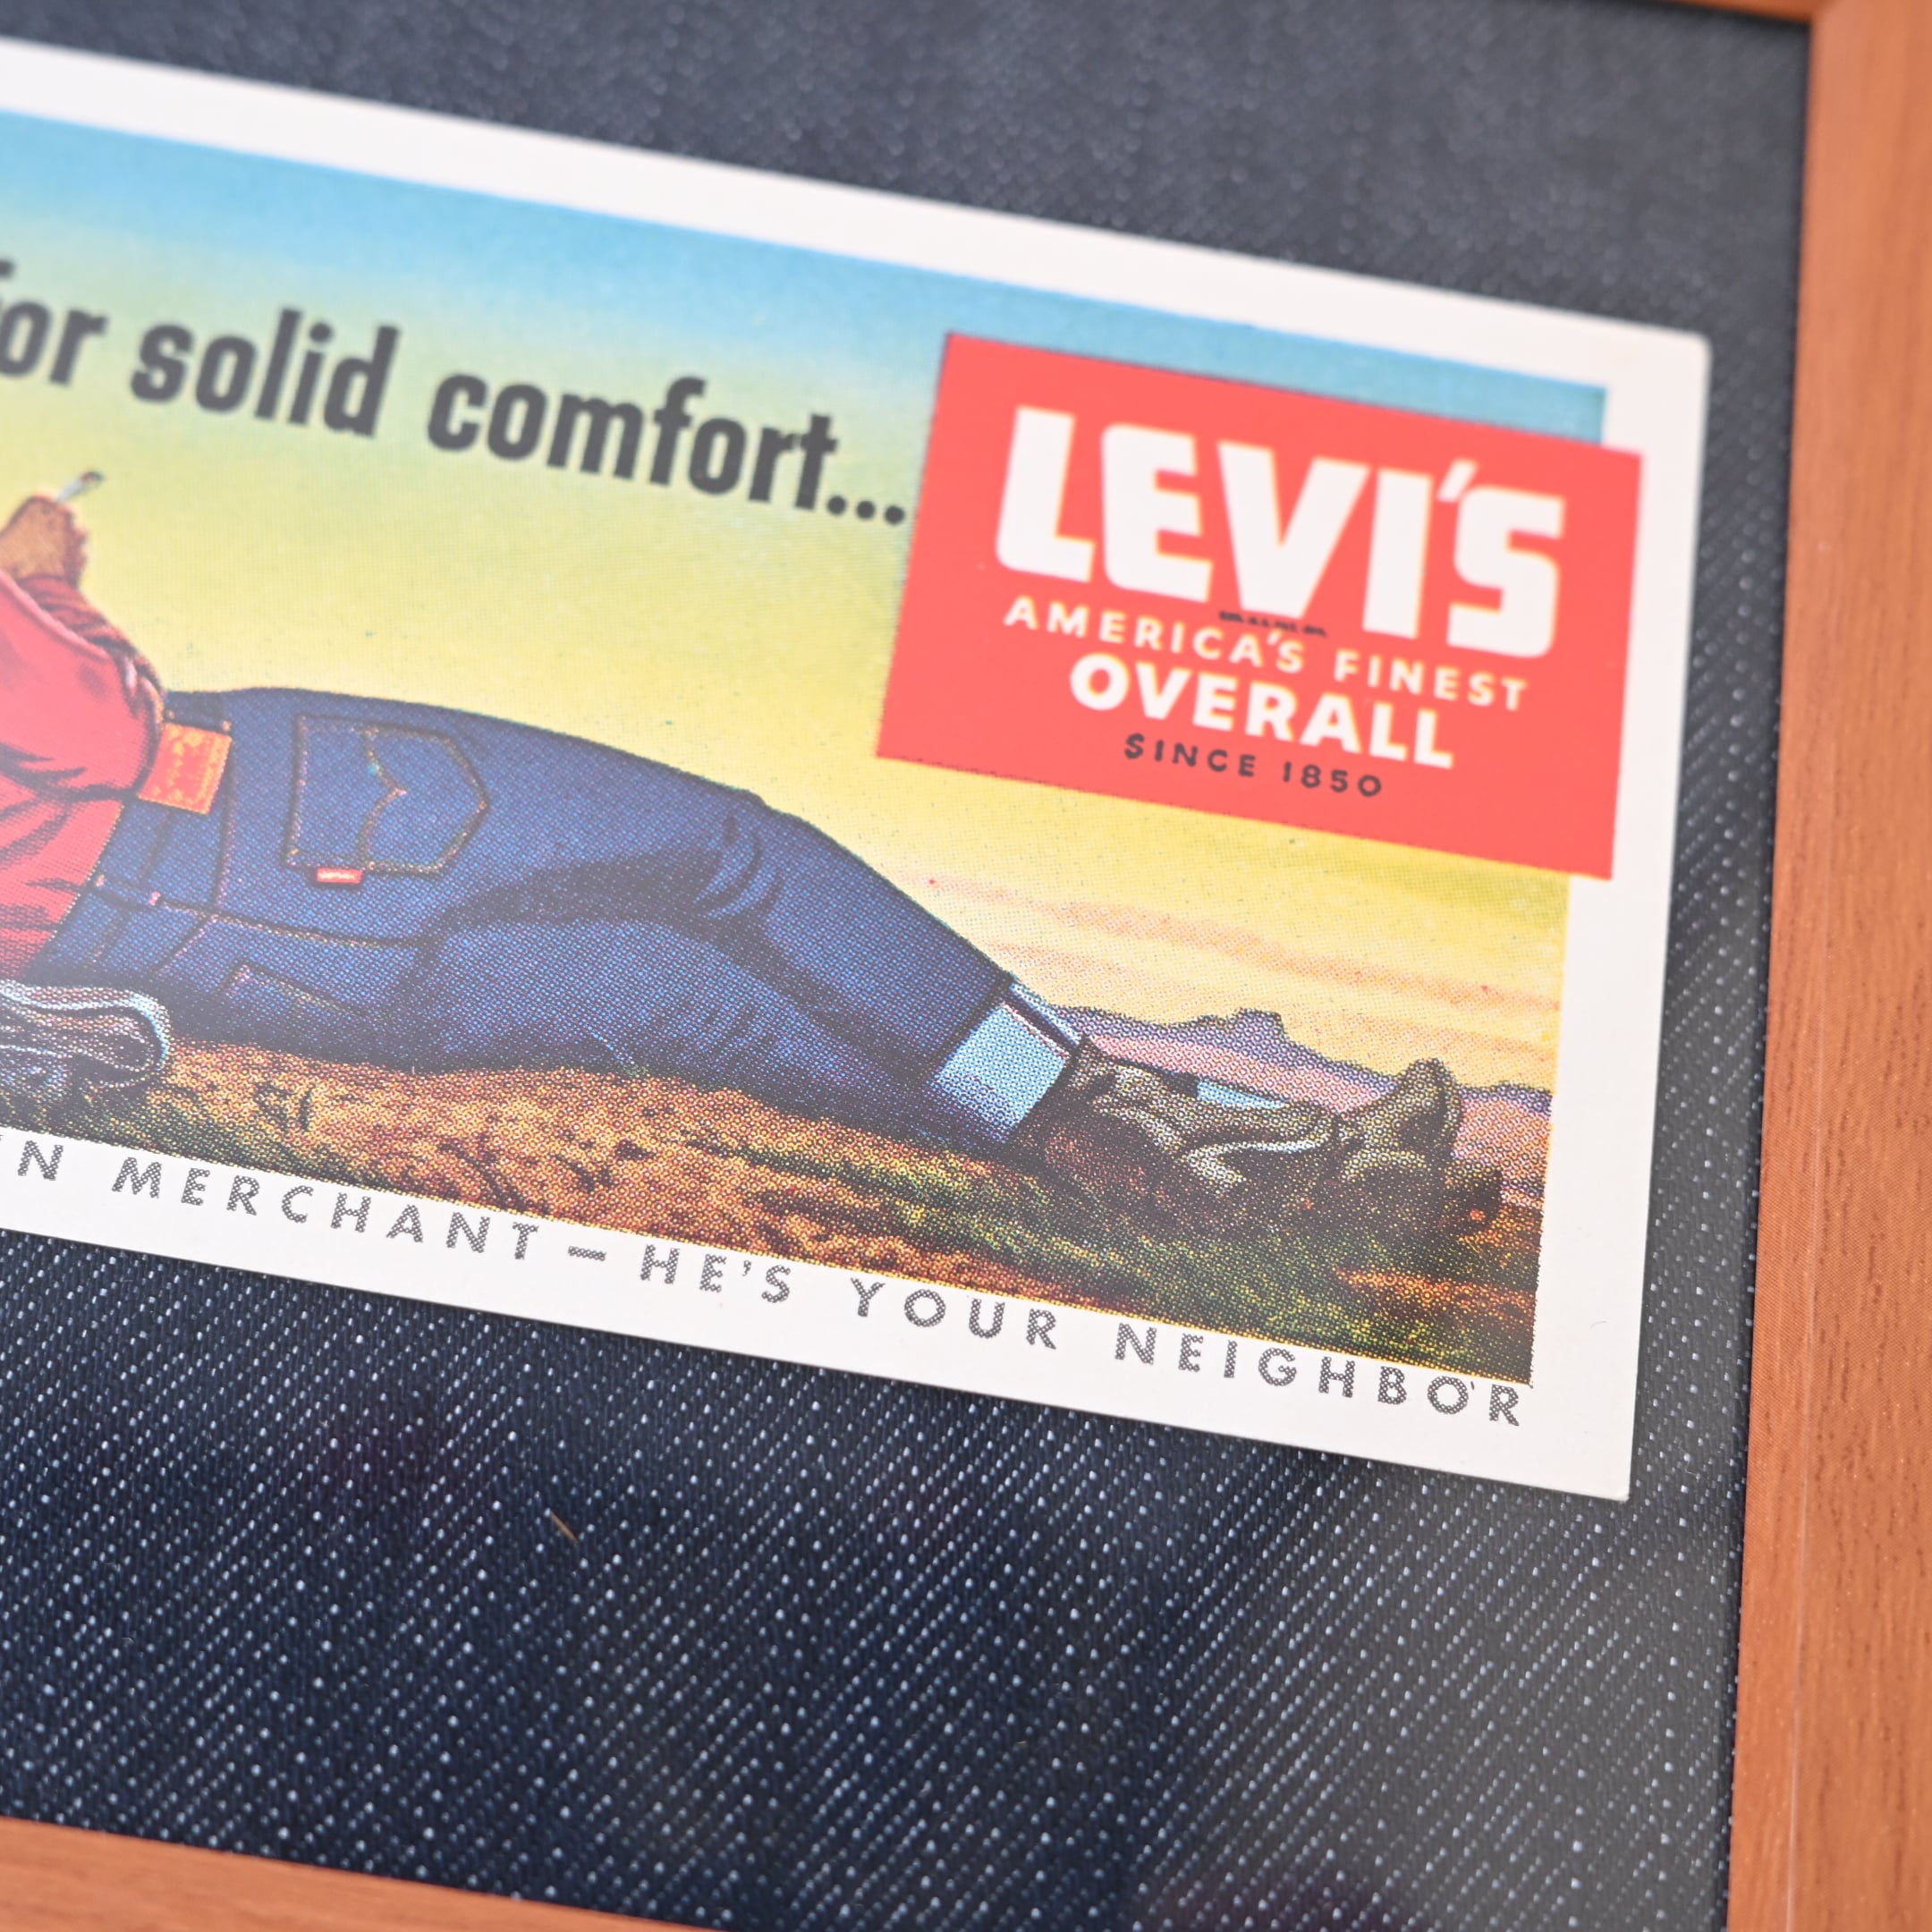 for solid comfort...
LEVI'S
AMERICA'S FINEST
OVERALL
SINCE 1850
N MERCHANT — HE'S YOUR NEIGHBOR